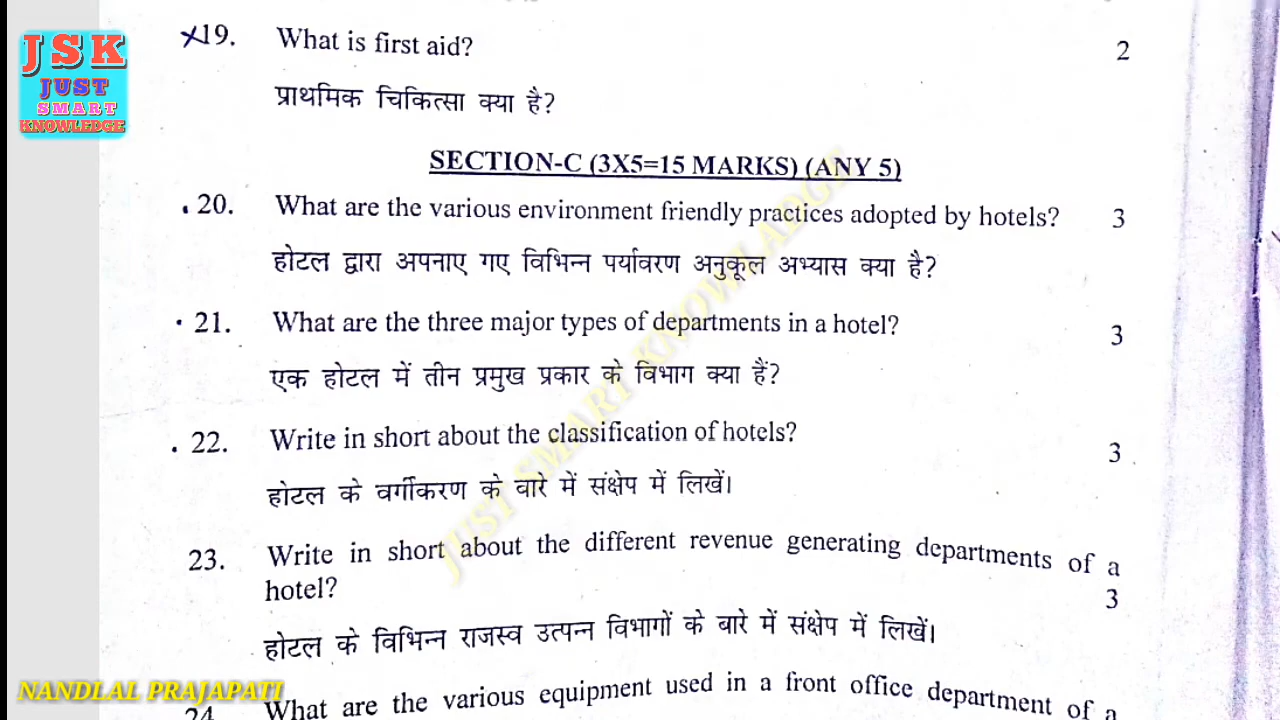 JSK
JUST
SMART
KNOWLEDGE
19. What is first aid? 2
प्राथमिक चिकित्सा क्या है?
SECTION-C (3X5=15 MARKS) (ANY 5)
20. What are the various environment friendly practices adopted by hotels? 3
होटल द्वारा अपनाए गए विभिन्न पर्यावरण अनुकूल अभ्यास क्या है?
21. What are the three major types of departments in a hotel? 3
एक होटल में तीन प्रमुख प्रकार के विभाग क्या हैं?
22. Write in short about the classification of hotels? 3
होटल के वर्गीकरण के वारे में संक्षेप में लिखें।
23. Write in short about the different revenue generating departments of a
hotel? 3
होटल के विभिन्न राजस्व उत्पन्न विभागों के बारे में संक्षेप में लिखें।
24. What are the various equipment used in a front office department of a
JUST SMART KNOWLADGE
NANDLAL PRAJAPATI